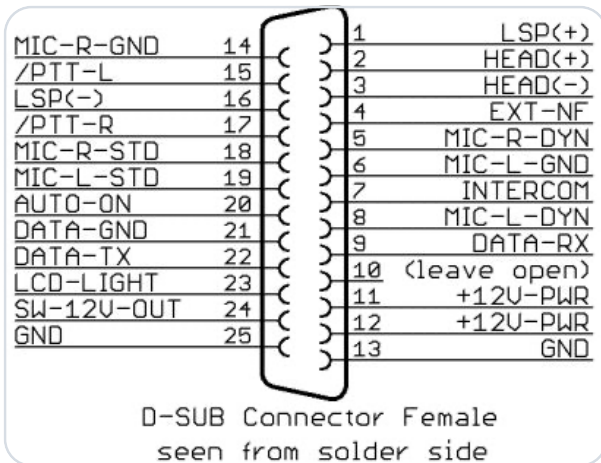 MIC-R-GND 14
/PTT-L 15
LSP(-) 16
/PTT-R 17
MIC-R-STD 18
MIC-L-STD 19
AUTO-ON 20
DATA-GND 21
DATA-TX 22
LCD-LIGHT 23
SW-12V-OUT 24
GND 25
1 LSP(+)
2 HEAD(+)
3 HEAD(-)
4 EXT-NF
5 MIC-R-DYN
6 MIC-L-GND
7 INTERCOM
8 MIC-L-DYN
9 DATA-RX
10 (leave open)
11 +12V-PWR
12 +12V-PWR
13 GND
D-SUB Connector Female
seen from solder side